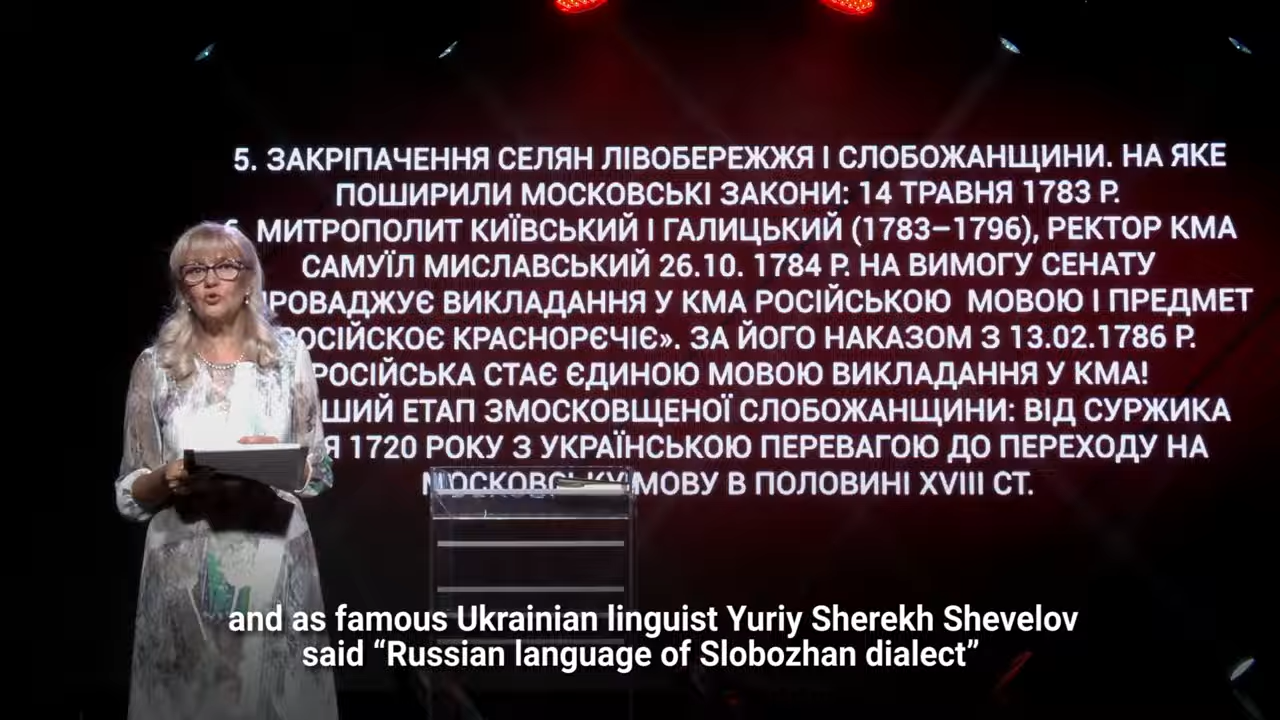 5. ЗАКРІПАЧЕННЯ СЕЛЯН ЛІВОБЕРЕЖЖЯ І СЛОБОЖАНЩИНИ. НА ЯКЕ
ПОШИРИЛИ МОСКОВСЬКІ ЗАКОНИ: 14 ТРАВНЯ 1783 Р.
МИТРОПОЛИТ КИЇВСЬКИЙ І ГАЛИЦЬКИЙ (1783–1796), РЕКТОР КМА
САМУЇЛ МИСЛАВСЬКИЙ 26.10. 1784 Р. НА ВИМОГУ СЕНАТУ
ВИКЛАДАННЯ У КМА РОСІЙСЬКОЮ МОВОЮ І ПРЕДМЕТ
КРАСНОРЄЧІЄ». ЗА ЙОГО НАКАЗОМ З 13.02.1786 Р.
РОСІЙСЬКА СТАЄ ЄДИНОЮ МОВОЮ ВИКЛАДАННЯ У КМА!
ЕТАП ЗМОСКОВЩЕНОЇ СЛОБОЖАНЩИНИ: ВІД СУРЖИКА
1720 РОКУ З УКРАЇНСЬКОЮ ПЕРЕВАГОЮ ДО ПЕРЕХОДУ НА
МОСКОВСЬКУ МОВУ В ПОЛОВИНІ XVIII СТ.
and as famous Ukrainian linguist Yuriy Sherekh Shevelov
said “Russian language of Slobozhan dialect”